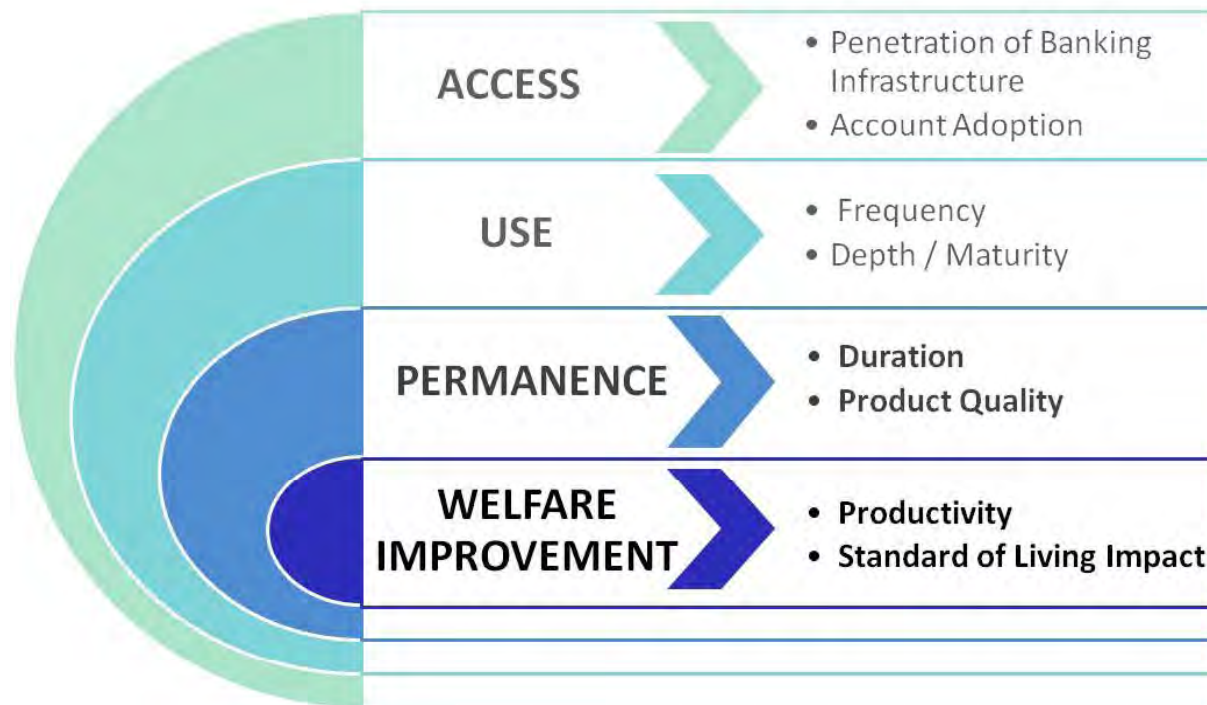 ACCESS
• Penetration of Banking
Infrastructure
• Account Adoption
USE
• Frequency
• Depth / Maturity
PERMANENCE
• Duration
• Product Quality
WELFARE
IMPROVEMENT
• Productivity
• Standard of Living Impact